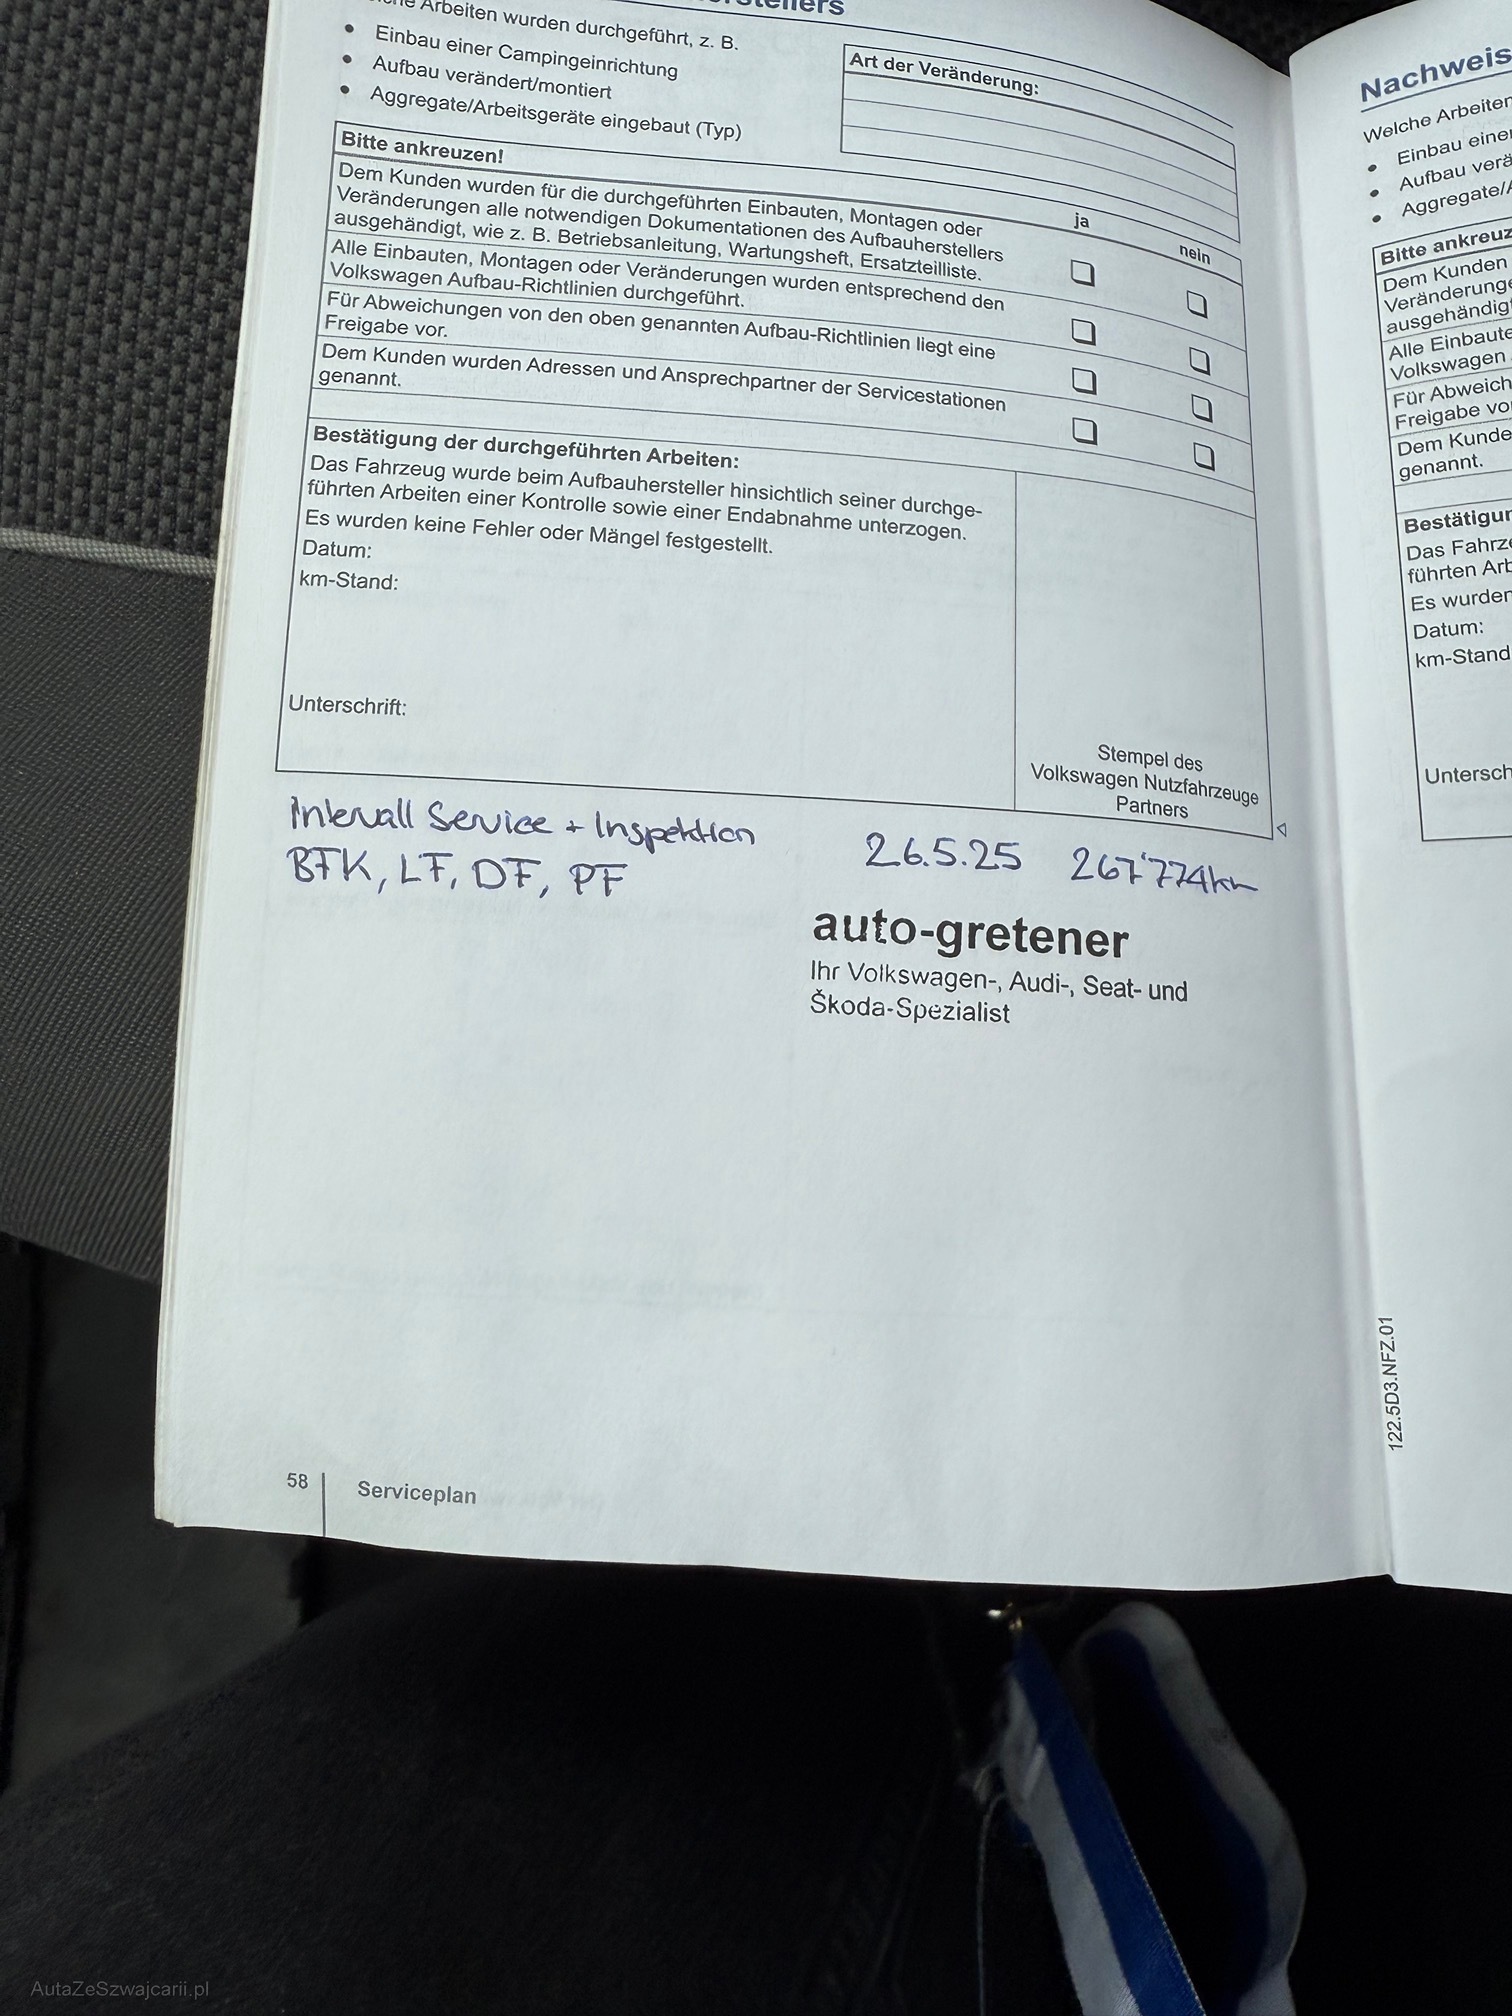 Arbeiten wurden durchgeführt, z. B.
• Einbau einer Campingeinrichtung
• Aufbau verändert/montiert
• Aggregate/Arbeitsgeräte eingebaut (Typ)
Art der Veränderung:
Bitte ankreuzen!
ja
nein
Dem Kunden wurden für die durchgeführten Einbauten, Montagen oder
Veränderungen alle notwendigen Dokumentationen des Aufbauherstellers
ausgehändigt, wie z. B. Betriebsanleitung, Wartungsheft, Ersatzteilliste.
Alle Einbauten, Montagen oder Veränderungen wurden entsprechend den
Volkswagen Aufbau-Richtlinien durchgeführt.
Für Abweichungen von den oben genannten Aufbau-Richtlinien liegt eine
Freigabe vor.
Dem Kunden wurden Adressen und Ansprechpartner der Servicestationen
genannt.
Bestätigung der durchgeführten Arbeiten:
Das Fahrzeug wurde beim Aufbauhersteller hinsichtlich seiner durchge-
führten Arbeiten einer Kontrolle sowie einer Endabnahme unterzogen.
Es wurden keine Fehler oder Mängel festgestellt.
Datum:
km-Stand:
Unterschrift:
Stempel des
Volkswagen Nutzfahrzeuge
Partners
Intervall Service + Inspektion
BFK, LF, DF, PF
26.5.25 267'774km
auto-gretener
Ihr Volkswagen-, Audi-, Seat- und
Škoda-Spezialist
58 Serviceplan
122.5D3.NFZ.01
Nachweis
Welche Arbeiten
• Einbau einer
• Aufbau verä
• Aggregate/A
Bitte ankreuz
Dem Kunden
Veränderunge
ausgehändigt
Alle Einbaute
Volkswagen
Für Abweich
Freigabe vo
Dem Kunde
genannt.
Bestätigun
Das Fahrze
führten Arb
Es wurden
Datum:
km-Stand
Untersch
AutaZeSzwajcarii.pl